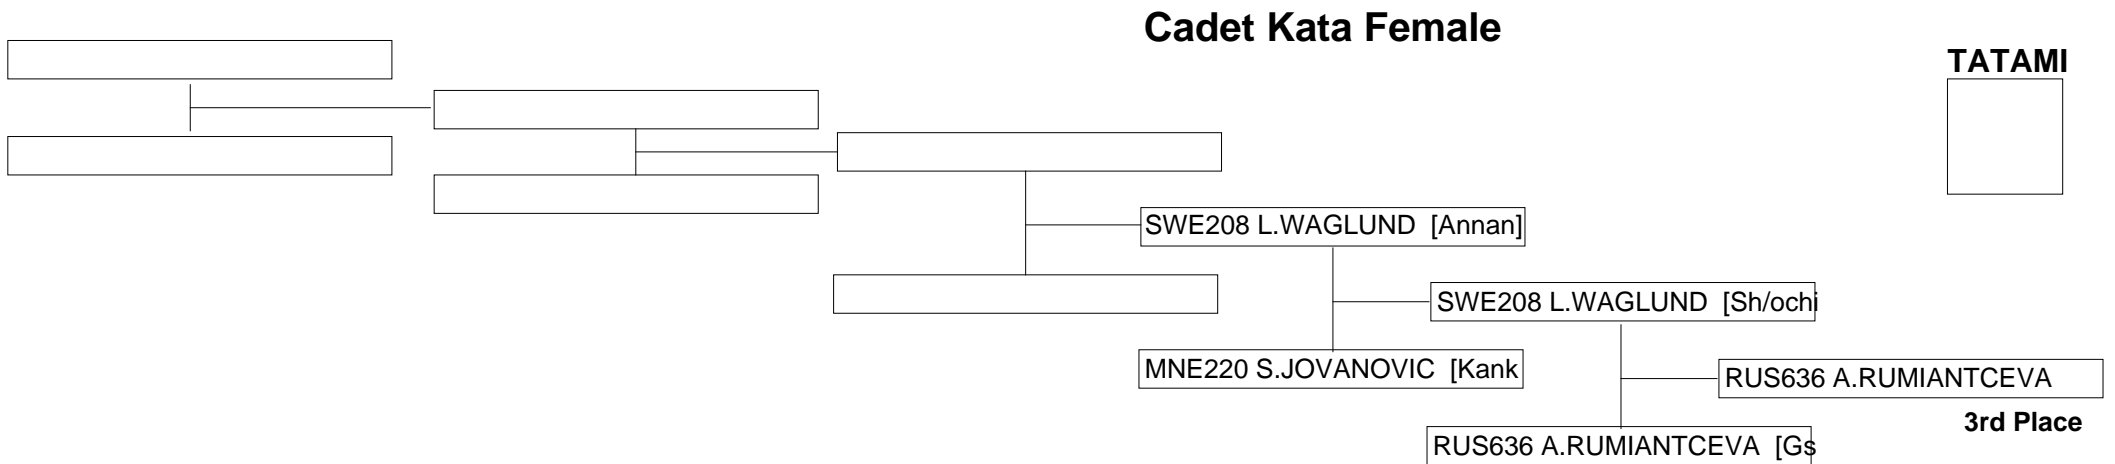 Cadet Kata Female
TATAMI
SWE208 L.WAGLUND [Annan]
SWE208 L.WAGLUND [Sh/ochi
MNE220 S.JOVANOVIC [Kank
RUS636 A.RUMIANTCEVA
3rd Place
RUS636 A.RUMIANTCEVA [Gs